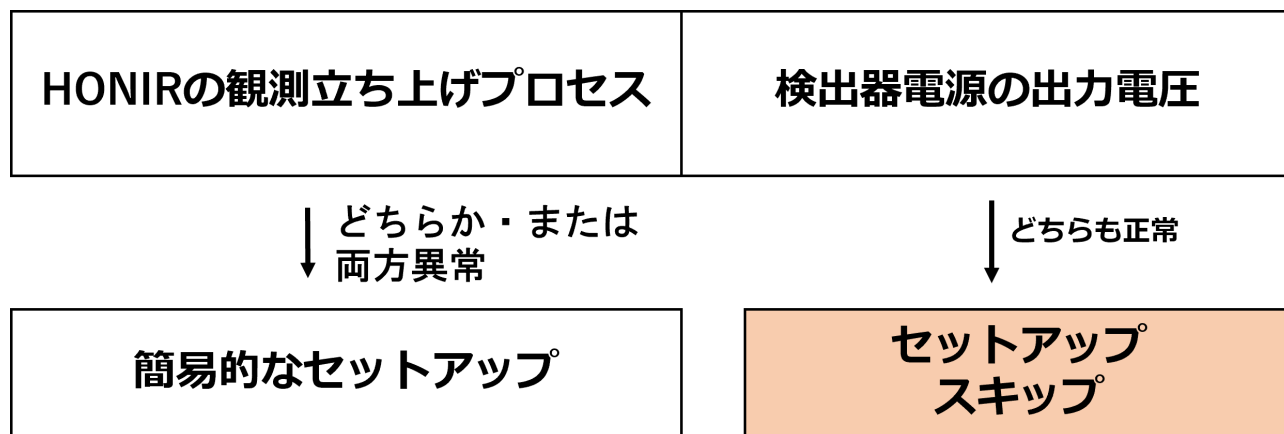 HONIRの観測立ち上げプロセス
検出器電源の出力電圧
どちらか・または
両方異常
どちらも正常
簡易的なセットアップ
セットアップ
スキップ